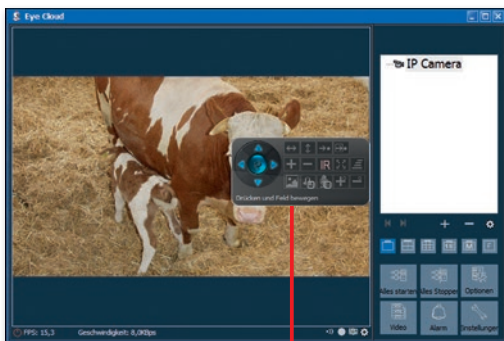 Eye Cloud
IP Camera
IR
Drücken und Feld bewegen
Alles starten
Alles Stoppen
Optionen
Video
Alarm
Einstellungen
FPS: 15,3
Geschwirdigkeit: 8,0KBps